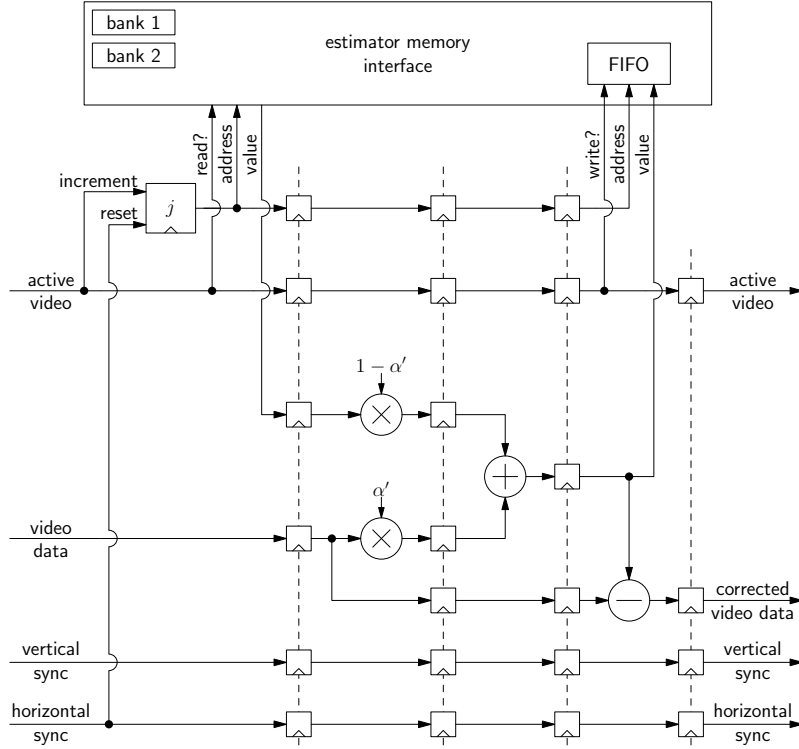 bank 1
bank 2
estimator memory
interface
FIFO
read?
address
value
write?
address
value
increment
reset
j
active
video
active
video
1 − α′
α′
video
data
corrected
video data
vertical
sync
vertical
sync
horizontal
sync
horizontal
sync